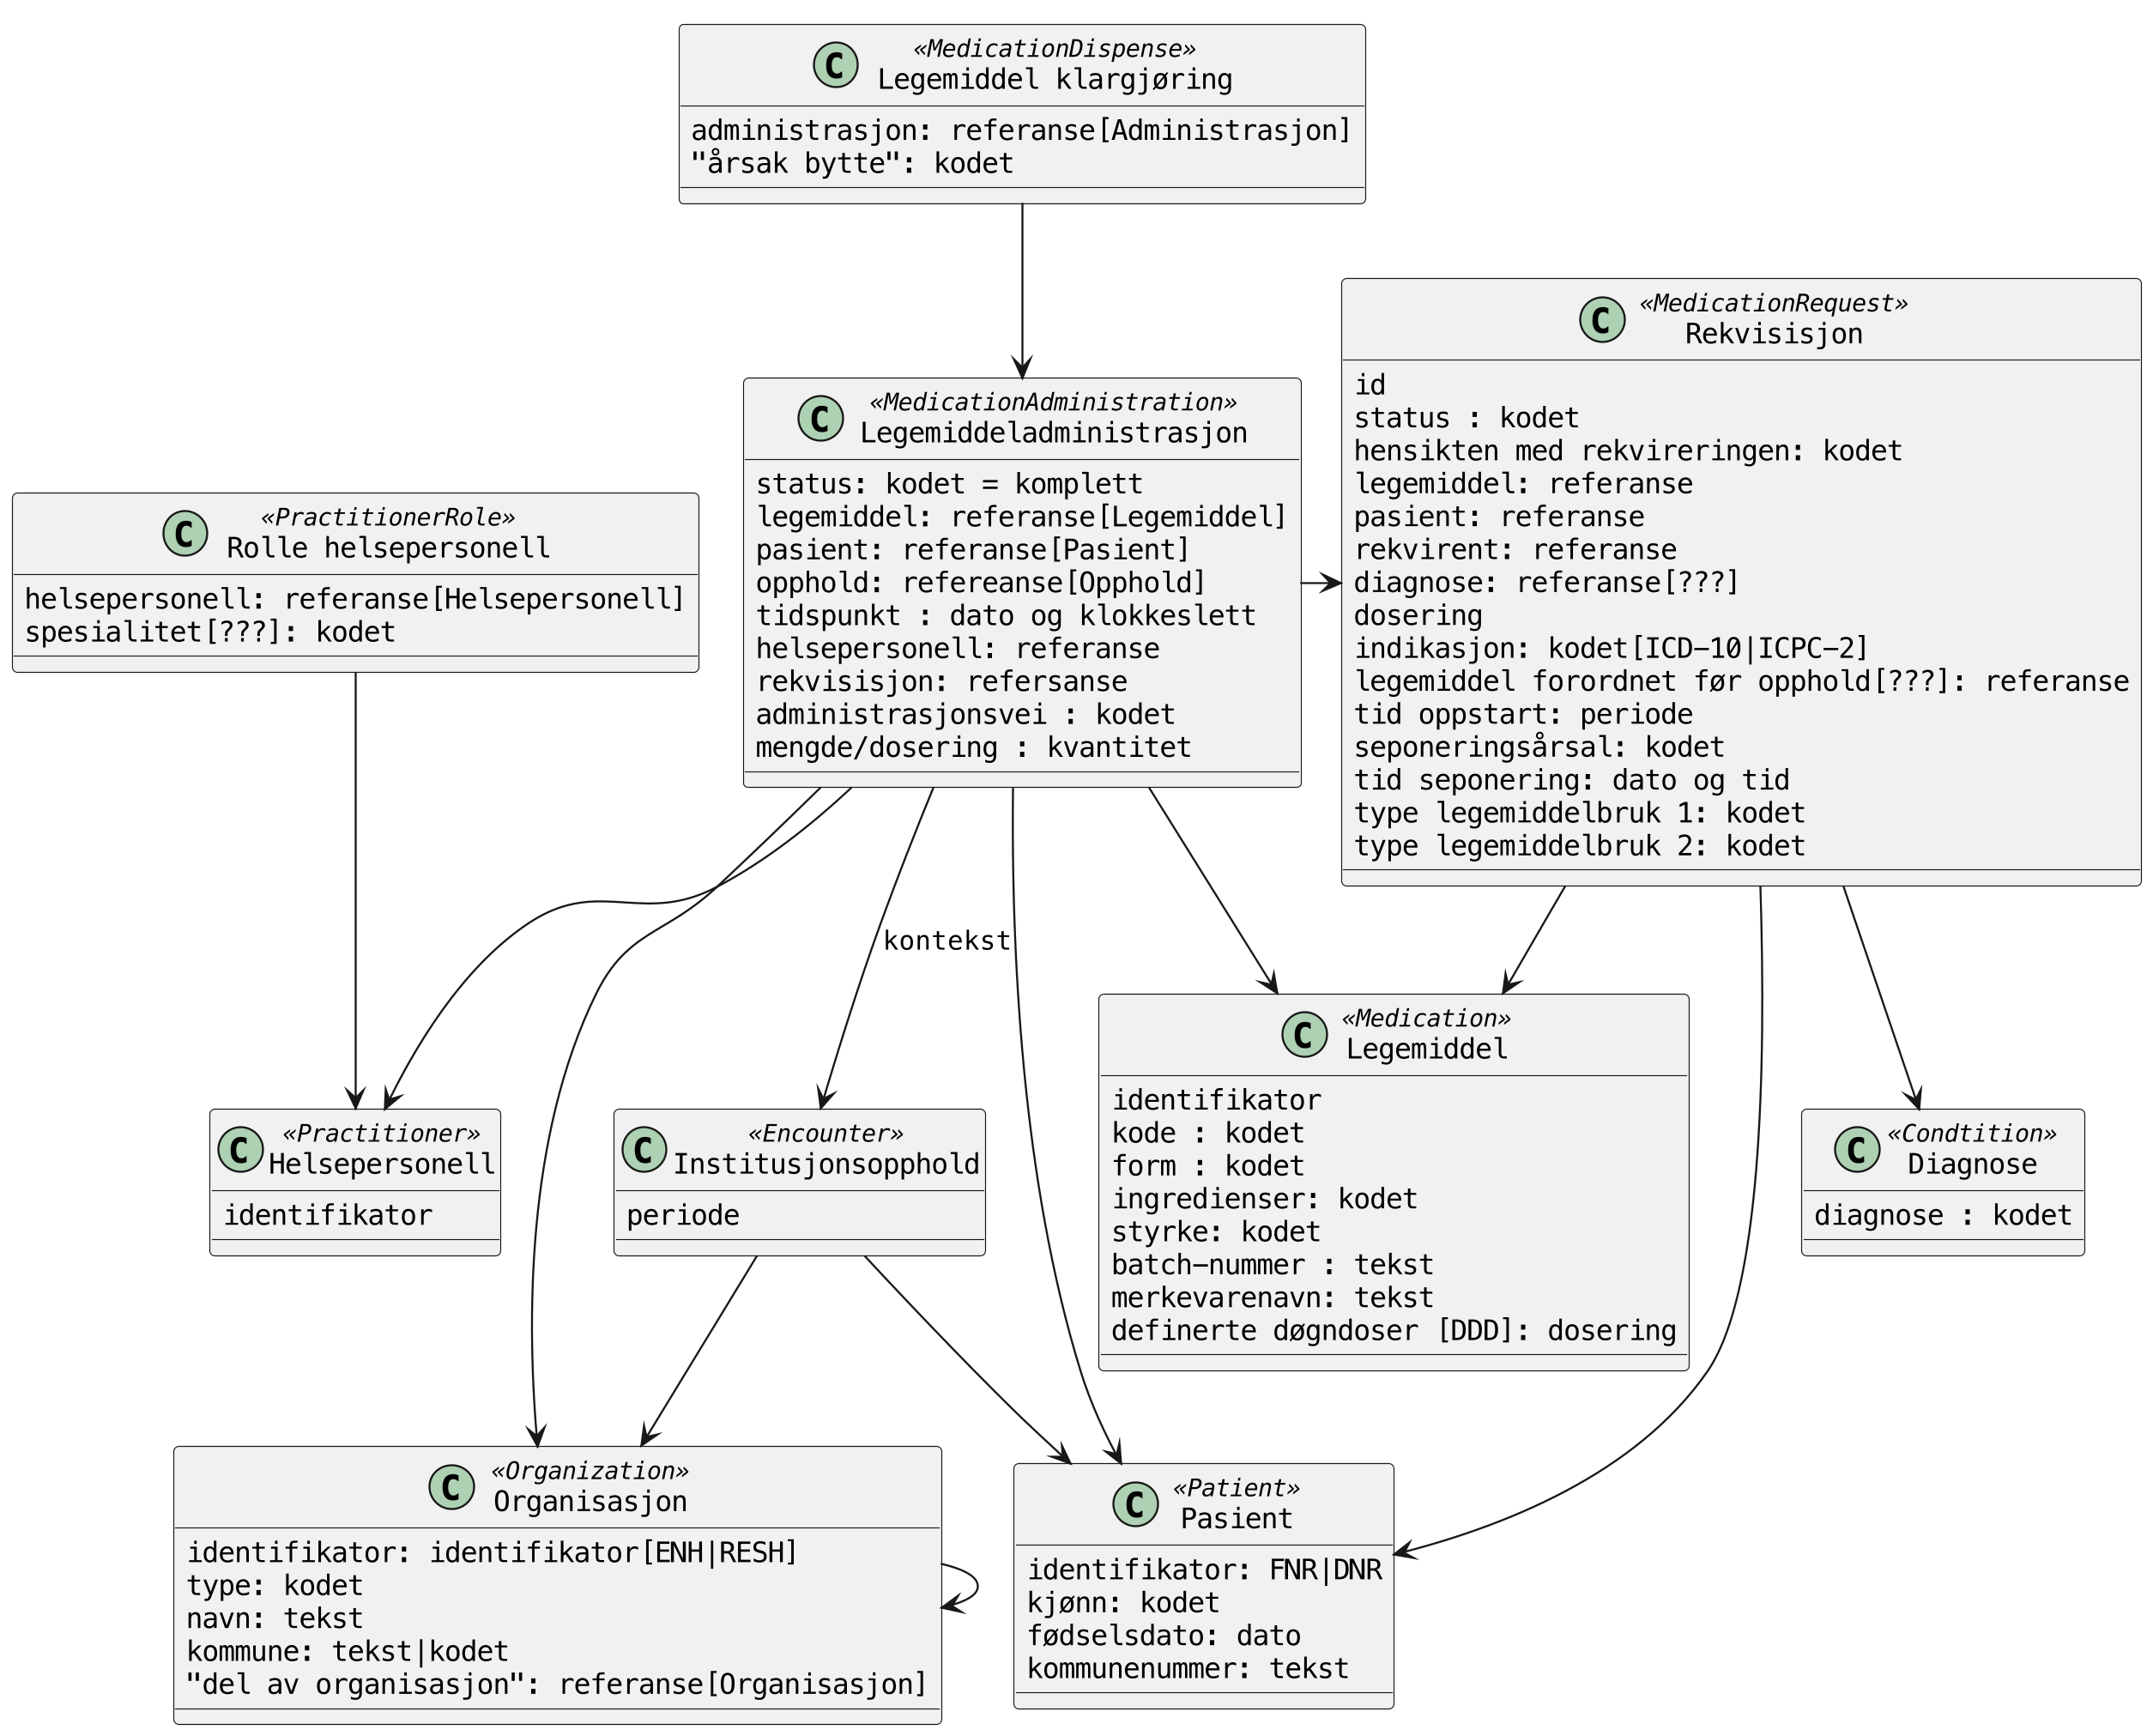 «MedicationDispense»
Legemiddel klargjøring
administrasjon: referanse[Administrasjon]
"årsak bytte": kodet
«MedicationRequest»
Rekvisisjon
id
status : kodet
hensikten med rekvireringen: kodet
legemiddel: referanse
pasient: referanse
rekvirent: referanse
diagnose: referanse[???]
dosering
indikasjon: kodet[ICD-10|ICPC-2]
legemiddel forordnet før opphold[???]: referanse
tid oppstart: periode
seponeringsårsal: kodet
tid seponering: dato og tid
type legemiddelbruk 1: kodet
type legemiddelbruk 2: kodet
«MedicationAdministration»
Legemiddeladministrasjon
status: kodet = komplett
legemiddel: referanse[Legemiddel]
pasient: referanse[Pasient]
opphold: refereanse[Opphold]
tidspunkt : dato og klokkeslett
helsepersonell: referanse
rekvisisjon: refersanse
administrasjonsvei : kodet
mengde/dosering : kvantitet
«PractitionerRole»
Rolle helsepersonell
helsepersonell: referanse[Helsepersonell]
spesialitet[???]: kodet
kontekst
«Medication»
Legemiddel
identifikator
kode : kodet
form : kodet
ingredienser: kodet
styrke: kodet
batch-nummer : tekst
merkevarenavn: tekst
definerte døgndoser [DDD]: dosering
«Practitioner»
Helsepersonell
identifikator
«Encounter»
Institusjonsopphold
periode
«Condtition»
Diagnose
diagnose : kodet
«Organization»
Organisasjon
identifikator: identifikator[ENH|RESH]
type: kodet
navn: tekst
kommune: tekst|kodet
"del av organisasjon": referanse[Organisasjon]
«Patient»
Pasient
identifikator: FNR|DNR
kjønn: kodet
fødselsdato: dato
kommunenummer: tekst